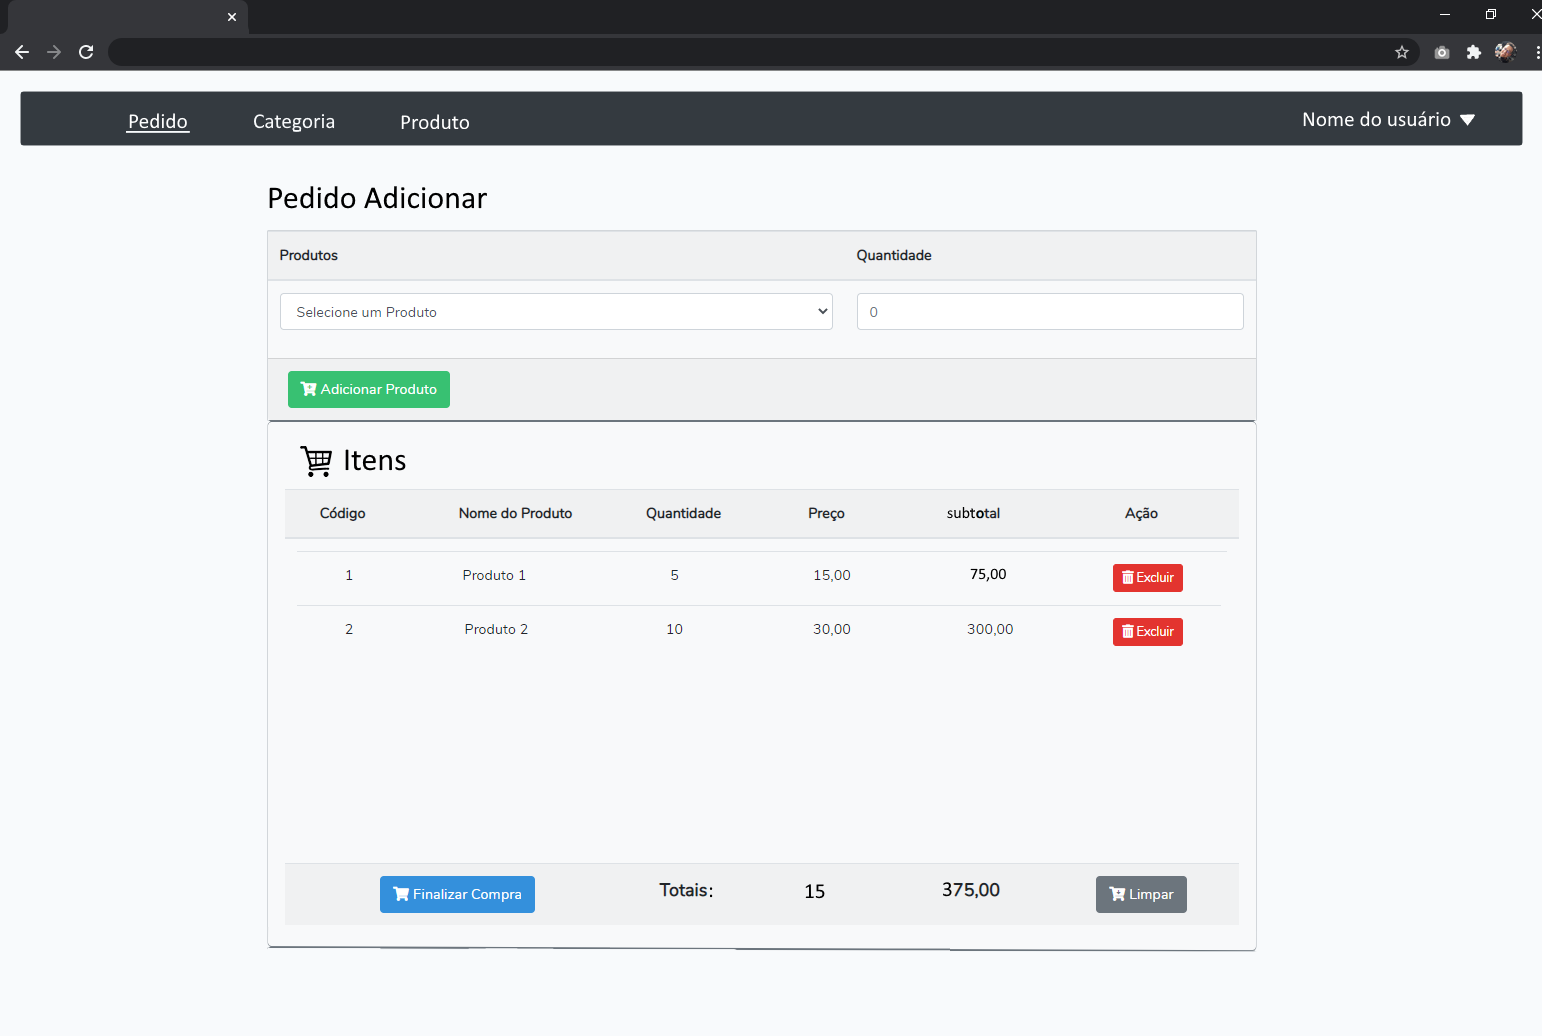 Pedido Categoria Produto Nome do usuário
Pedido Adicionar
Produtos Quantidade
Selecione um Produto 0
Adicionar Produto
Itens
Código Nome do Produto Quantidade Preço subtotal Ação
1 Produto 1 5 15,00 75,00 Excluir
2 Produto 2 10 30,00 300,00 Excluir
Finalizar Compra Totais: 15 375,00 Limpar